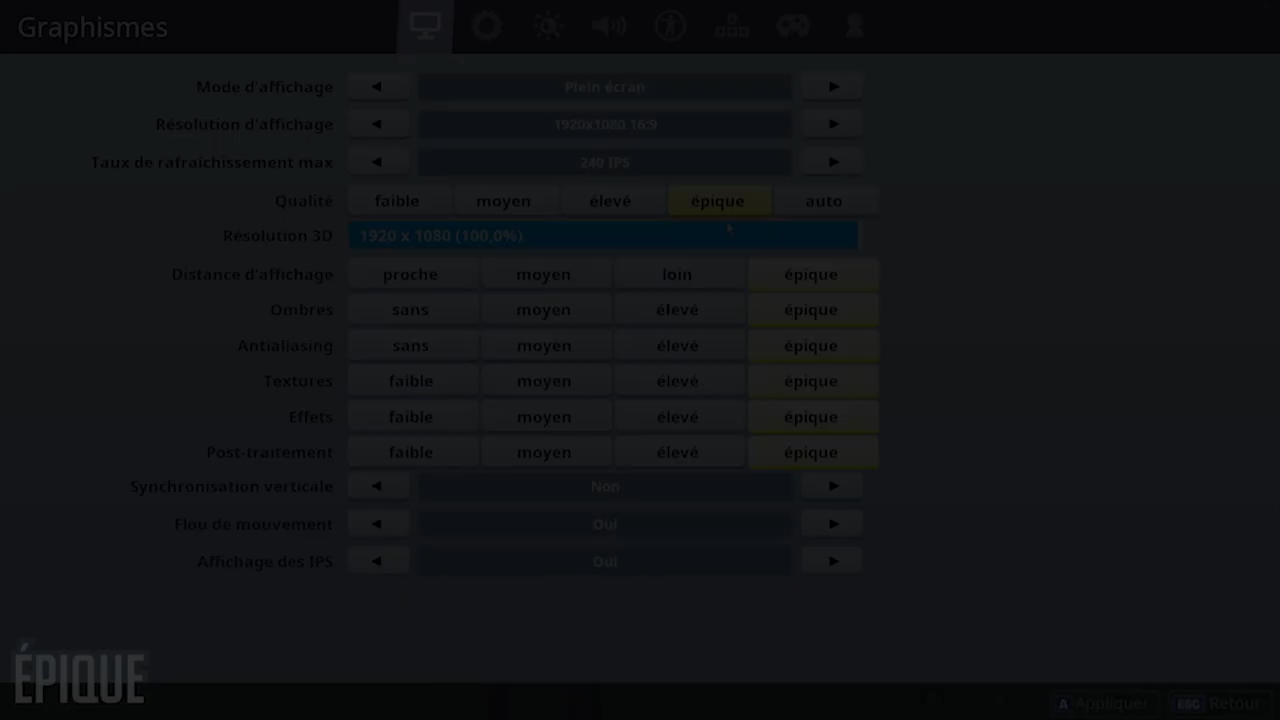 Graphismes
Mode d'affichage Plein écran
Résolution d'affichage 1920x1080 16:9
Taux de rafraîchissement max 240 IPS
Qualité faible moyen élevé épique auto
Résolution 3D 1920 x 1080 (100,0%)
Distance d'affichage proche moyen loin épique
Ombres sans moyen élevé épique
Antialiasing sans moyen élevé épique
Textures faible moyen élevé épique
Effets faible moyen élevé épique
Post-traitement faible moyen élevé épique
Synchronisation verticale Non
Flou de mouvement Oui
Affichage des IPS Oui
ÉPIQUE
A Appliquer ESC Retour